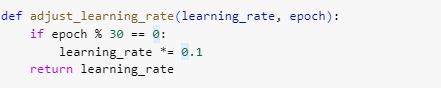 def adjust_learning_rate(learning_rate, epoch):
    if epoch % 30 == 0:
        learning_rate *= 0.1
    return learning_rate